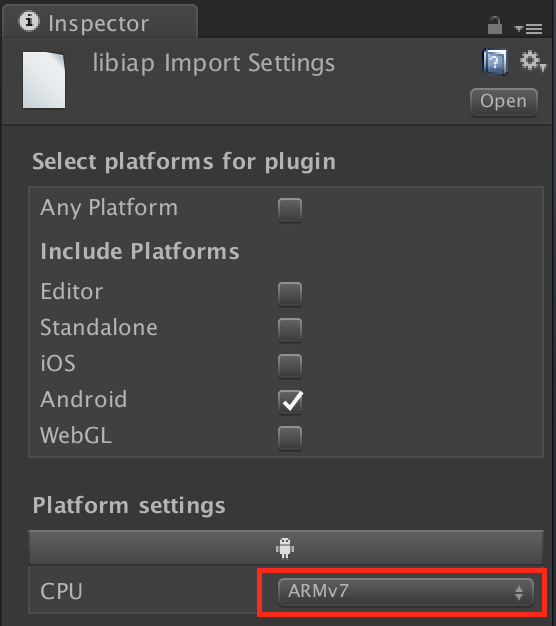 Inspector
libiap Import Settings
Open
Select platforms for plugin
Any Platform
Include Platforms
Editor
Standalone
iOS
Android
WebGL
Platform settings
CPU ARMv7